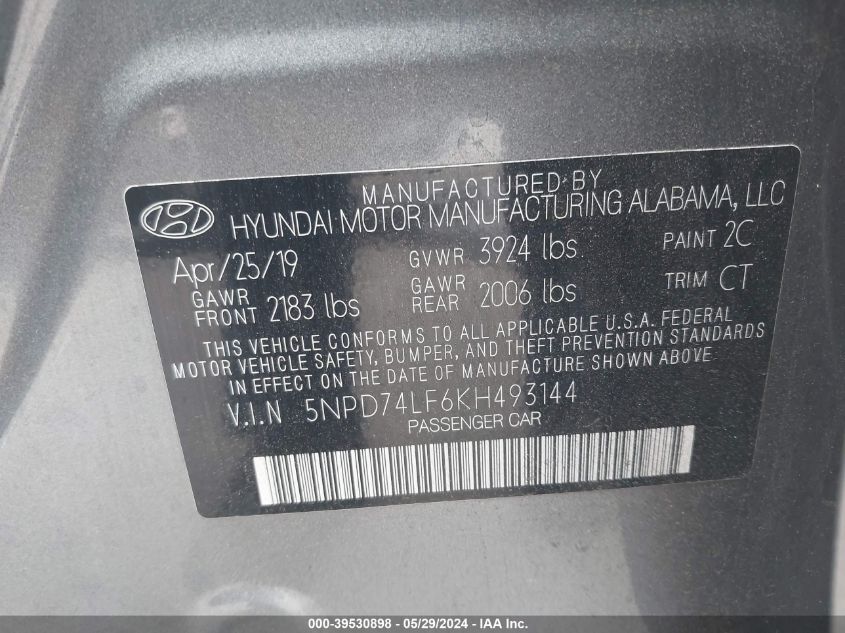 MANUFACTURED BY
HYUNDAI MOTOR MANUFACTURING ALABAMA, LLC
Apr/25/19 GVWR 3924 lbs. PAINT 2C
GAWR FRONT 2183 lbs GAWR REAR 2006 lbs TRIM CT
THIS VEHICLE CONFORMS TO ALL APPLICABLE U.S.A. FEDERAL
MOTOR VEHICLE SAFETY, BUMPER, AND THEFT PREVENTION STANDARDS
IN EFFECT ON THE DATE OF MANUFACTURE SHOWN ABOVE.
V.I.N 5NPD74LF6KH493144
PASSENGER CAR
000-39530898 - 05/29/2024 - IAA Inc.